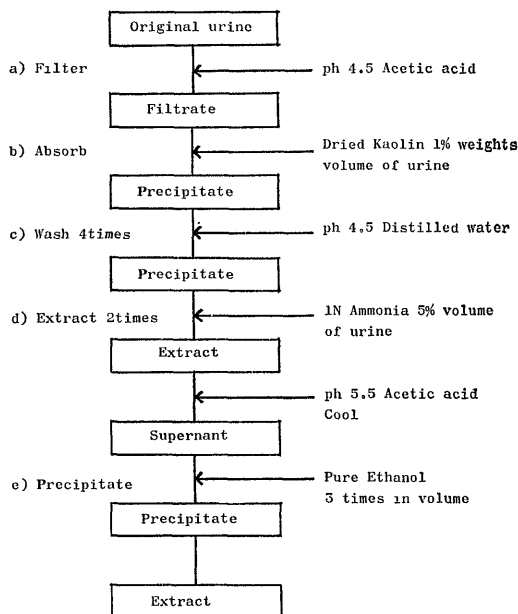 Original urine
a) Filter
ph 4.5 Acetic acid
Filtrate
b) Absorb
Dried Kaolin 1% weights
volume of urine
Precipitate
c) Wash 4times
ph 4.5 Distilled water
Precipitate
d) Extract 2times
1N Ammonia 5% volume
of urine
Extract
ph 5.5 Acetic acid
Cool
Supernant
e) Precipitate
Pure Ethanol
3 times in volume
Precipitate
Extract